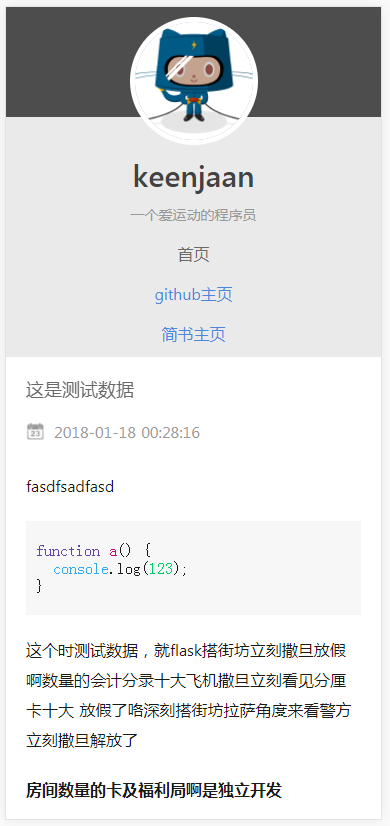 keenjaan
一个爱运动的程序员
首页
github主页
简书主页
这是测试数据
23
2018-01-18 00:28:16
fasdfsadfasd
function a() {
  console.log(123);
}
这个时测试数据，就flask搭街坊立刻撒旦放假
啊数量的会计分录十大飞机撒旦立刻看见分厘
卡十大 放假了咯深刻搭街坊拉萨角度来看警方
立刻撒旦解放了
房间数量的卡及福利局啊是独立开发